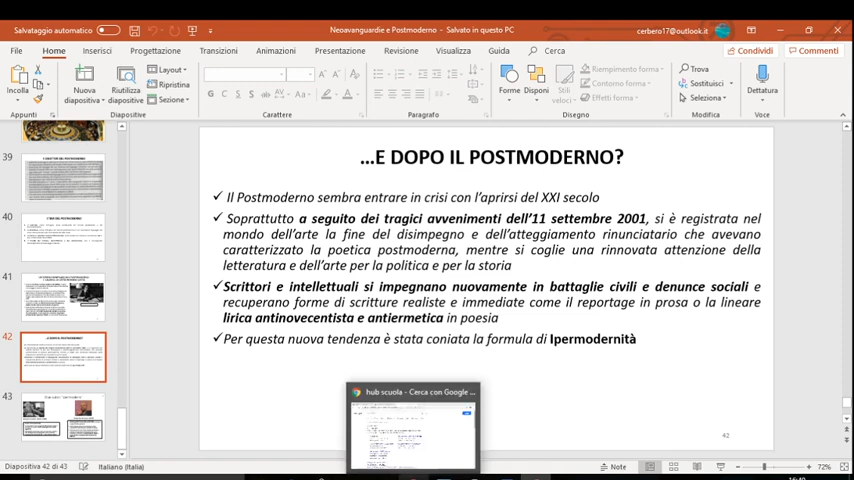 Salvataggio automatico
Neoavanguardie e Postmoderno - Salvato in questo PC
cerbero17@outlook.it
File Home Inserisci Progettazione Transizioni Animazioni Presentazione Revisione Visualizza Guida Cerca Condividi Commenti
Incolla
Nuova diapositiva
Riutilizza diapositive
Layout
Ripristina
Sezione
Forme
Disponi
Stili veloci
Riempimento forma
Contorno forma
Effetti forma
Trova
Sostituisci
Seleziona
Dettatura
Appunti Diapositive Carattere Paragrafo Disegno Modifica Voce
39
40
41
42
43
…E DOPO IL POSTMODERNO?
✓ Il Postmoderno sembra entrare in crisi con l'aprirsi del XXI secolo
✓ Soprattutto a seguito dei tragici avvenimenti dell'11 settembre 2001, si è registrata nel
mondo dell'arte la fine del disimpegno e dell'atteggiamento rinunciatario che avevano
caratterizzato la poetica postmoderna, mentre si coglie una rinnovata attenzione della
letteratura e dell'arte per la politica e per la storia
✓ Scrittori e intellettuali si impegnano nuovamente in battaglie civili e denunce sociali e
recuperano forme di scritture realiste e immediate come il reportage in prosa o la lineare
lirica antinovecentista e antiermetica in poesia
✓ Per questa nuova tendenza è stata coniata la formula di Ipermodernità
hub scuola - Cerca con Google ...
42
Diapositiva 42 di 43
Italiano (Italia)
Note
72%